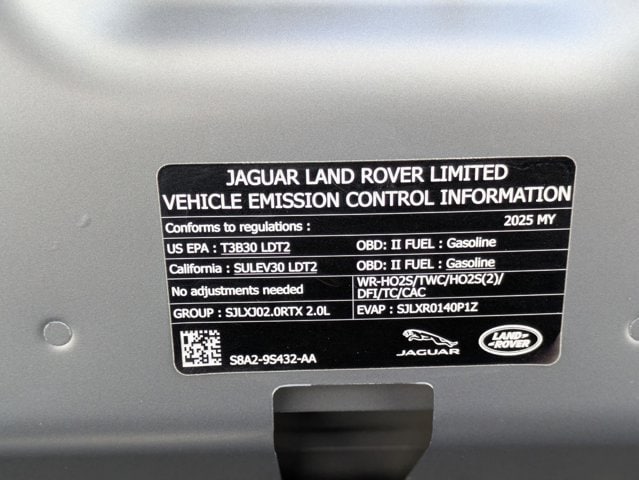 JAGUAR LAND ROVER LIMITED
VEHICLE EMISSION CONTROL INFORMATION
Conforms to regulations : 2025 MY
US EPA : T3B30 LDT2 OBD: II FUEL : Gasoline
California : SULEV30 LDT2 OBD: II FUEL : Gasoline
No adjustments needed
WR-HO2S/TWC/HO2S(2)/
DFI/TC/CAC
GROUP : SJLXJ02.0RTX 2.0L EVAP : SJLXR0140P1Z
S8A2-9S432-AA
JAGUAR
LAND-
-ROVER